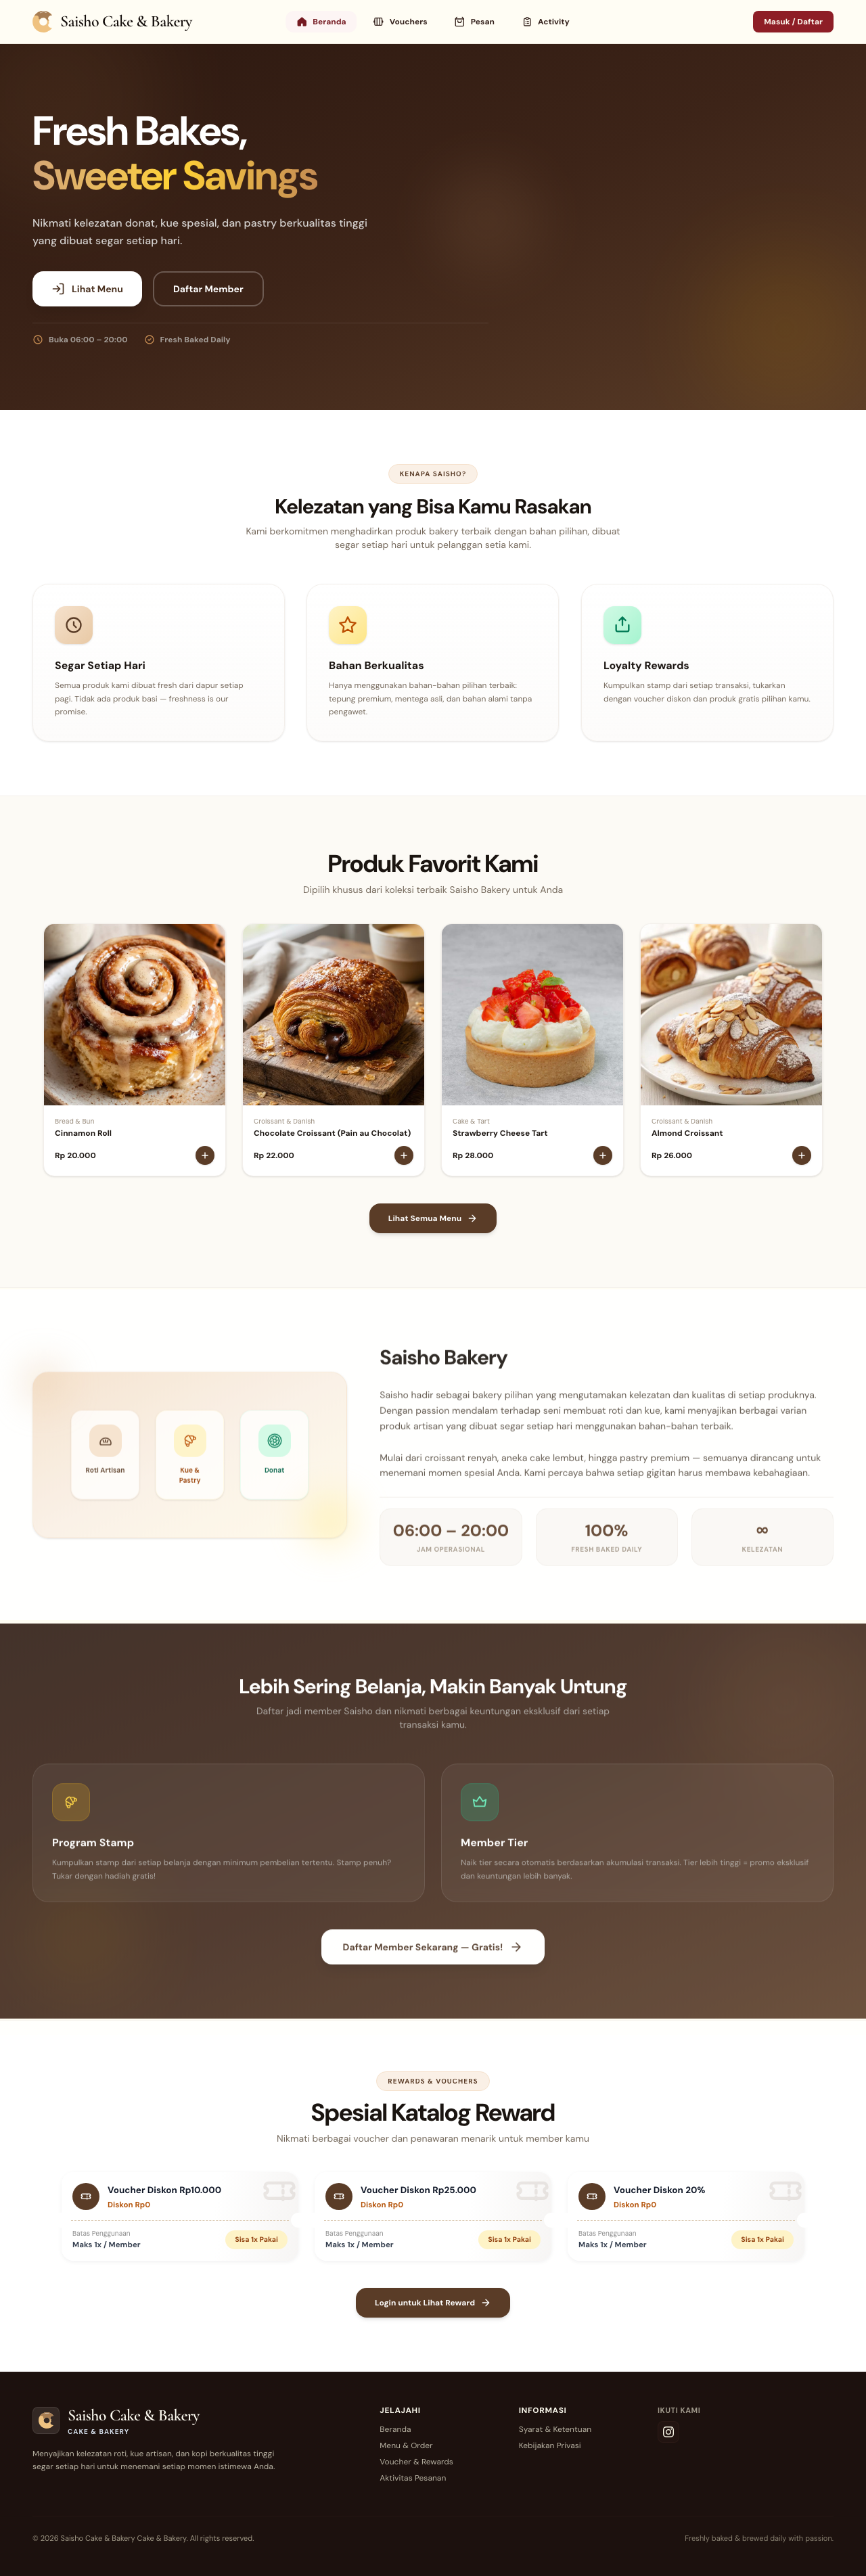 Saisho Cake & Bakery
Beranda
Vouchers
Pesan
Activity
Masuk / Daftar
Fresh Bakes,
Sweeter Savings
Nikmati kelezatan donat, kue spesial, dan pastry berkualitas tinggi
yang dibuat segar setiap hari.
Lihat Menu
Daftar Member
Buka 06:00 – 20:00
Fresh Baked Daily
KENAPA SAISHO?
Kelezatan yang Bisa Kamu Rasakan
Kami berkomitmen menghadirkan produk bakery terbaik dengan bahan pilihan, dibuat
segar setiap hari untuk pelanggan setia kami.
Segar Setiap Hari
Semua produk kami dibuat fresh dari dapur setiap
pagi. Tidak ada produk basi — freshness is our
promise.
Bahan Berkualitas
Hanya menggunakan bahan-bahan pilihan terbaik:
tepung premium, mentega asli, dan bahan alami tanpa
pengawet.
Loyalty Rewards
Kumpulkan stamp dari setiap transaksi, tukarkan
dengan voucher diskon dan produk gratis pilihan kamu.
Produk Favorit Kami
Dipilih khusus dari koleksi terbaik Saisho Bakery untuk Anda
Bread & Bun
Cinnamon Roll
Rp 20.000
Croissant & Danish
Chocolate Croissant (Pain au Chocolat)
Rp 22.000
Cake & Tart
Strawberry Cheese Tart
Rp 28.000
Croissant & Danish
Almond Croissant
Rp 26.000
Lihat Semua Menu
Roti Artisan
Kue &
Pastry
Donat
Saisho Bakery
Saisho hadir sebagai bakery pilihan yang mengutamakan kelezatan dan kualitas di setiap produknya.
Dengan passion mendalam terhadap seni membuat roti dan kue, kami menyajikan berbagai varian
produk artisan yang dibuat segar setiap hari menggunakan bahan-bahan terbaik.
Mulai dari croissant renyah, aneka cake lembut, hingga pastry premium — semuanya dirancang untuk
menemani momen spesial Anda. Kami percaya bahwa setiap gigitan harus membawa kebahagiaan.
06:00 – 20:00
JAM OPERASIONAL
100%
FRESH BAKED DAILY
∞
KELEZATAN
Lebih Sering Belanja, Makin Banyak Untung
Daftar jadi member Saisho dan nikmati berbagai keuntungan eksklusif dari setiap
transaksi kamu.
Program Stamp
Kumpulkan stamp dari setiap belanja dengan minimum pembelian tertentu. Stamp penuh?
Tukar dengan hadiah gratis!
Member Tier
Naik tier secara otomatis berdasarkan akumulasi transaksi. Tier lebih tinggi = promo eksklusif
dan keuntungan lebih banyak.
Daftar Member Sekarang — Gratis!
REWARDS & VOUCHERS
Spesial Katalog Reward
Nikmati berbagai voucher dan penawaran menarik untuk member kamu
Voucher Diskon Rp10.000
Diskon Rp0
Batas Penggunaan
Maks 1x / Member
Sisa 1x Pakai
Voucher Diskon Rp25.000
Diskon Rp0
Batas Penggunaan
Maks 1x / Member
Sisa 1x Pakai
Voucher Diskon 20%
Diskon Rp0
Batas Penggunaan
Maks 1x / Member
Sisa 1x Pakai
Login untuk Lihat Reward
Saisho Cake & Bakery
CAKE & BAKERY
Menyajikan kelezatan roti, kue artisan, dan kopi berkualitas tinggi
segar setiap hari untuk menemani setiap momen istimewa Anda.
JELAJAHI
Beranda
Menu & Order
Voucher & Rewards
Aktivitas Pesanan
INFORMASI
Syarat & Ketentuan
Kebijakan Privasi
IKUTI KAMI
© 2026 Saisho Cake & Bakery Cake & Bakery. All rights reserved.
Freshly baked & brewed daily with passion.